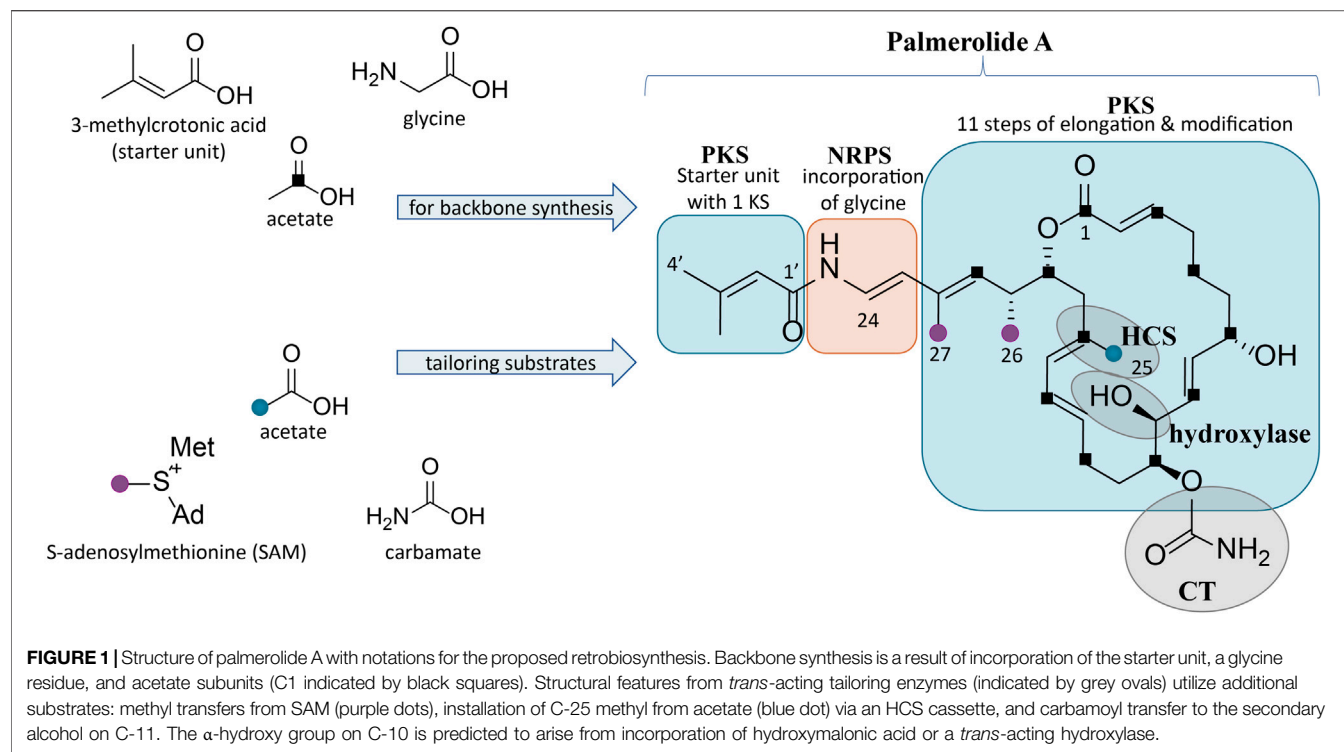 Palmerolide A
O
OH
3-methylcrotonic acid
(starter unit)
O
H₂N
OH
glycine
O
OH
acetate
for backbone synthesis
PKS
Starter unit
with 1 KS
NRPS
incorporation
of glycine
PKS
11 steps of elongation & modification
4’
1’
O
H
N
24
27
26
O
O
1
HCS
25
OH
HO
hydroxylase
O
O
NH₂
CT
tailoring substrates
O
OH
acetate
Met
S⁺
Ad
S-adenosylmethionine (SAM)
O
H₂N
OH
carbamate
FIGURE 1 | Structure of palmerolide A with notations for the proposed retrobiosynthesis. Backbone synthesis is a result of incorporation of the starter unit, a glycine
residue, and acetate subunits (C1 indicated by black squares). Structural features from trans-acting tailoring enzymes (indicated by grey ovals) utilize additional
substrates: methyl transfers from SAM (purple dots), installation of C-25 methyl from acetate (blue dot) via an HCS cassette, and carbamoyl transfer to the secondary
alcohol on C-11. The α-hydroxy group on C-10 is predicted to arise from incorporation of hydroxymalonic acid or a trans-acting hydroxylase.